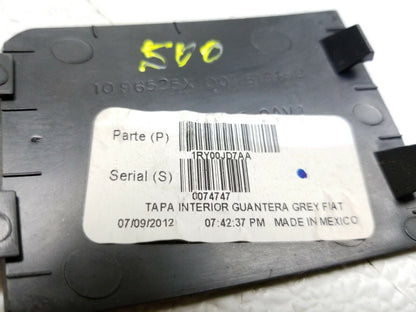 500
Parte (P)
1RY00JD7AA
Serial (S)
0074747
TAPA INTERIOR GUANTERA GREY FIAT
07/09/2012 07:42:37 PM MADE IN MEXICO